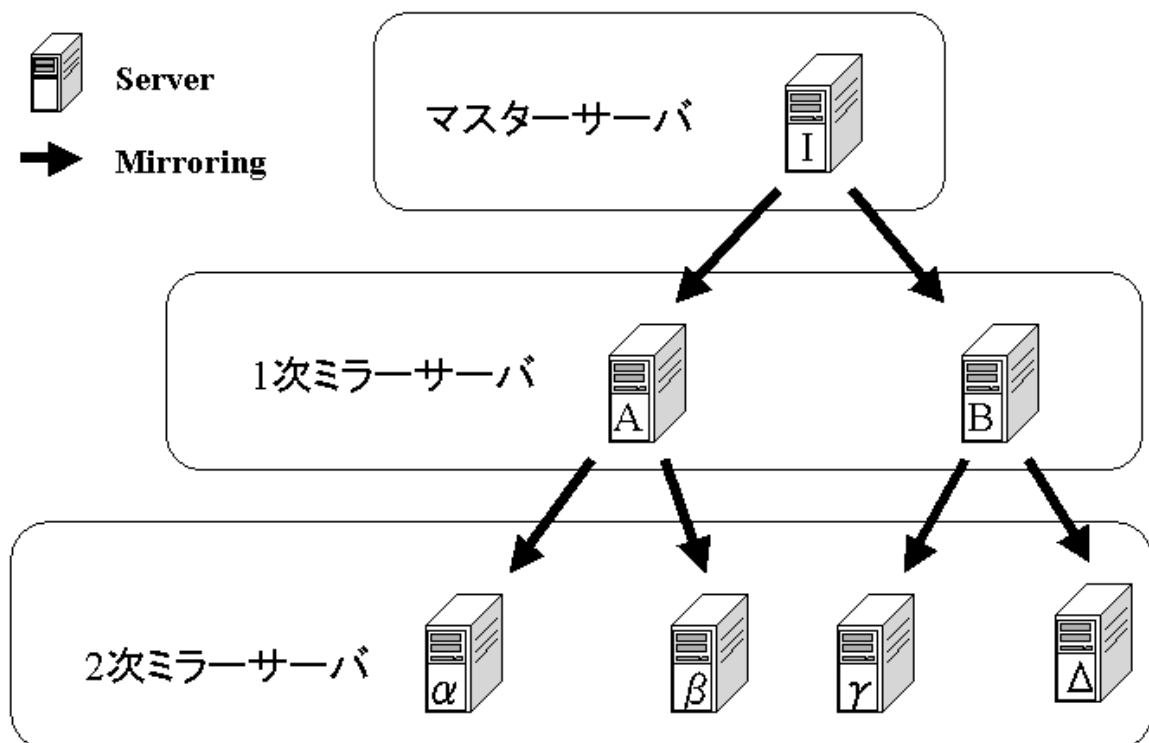 Server
Mirroring
マスターサーバ
I
1次ミラーサーバ
A
B
2次ミラーサーバ
α
β
γ
Δ